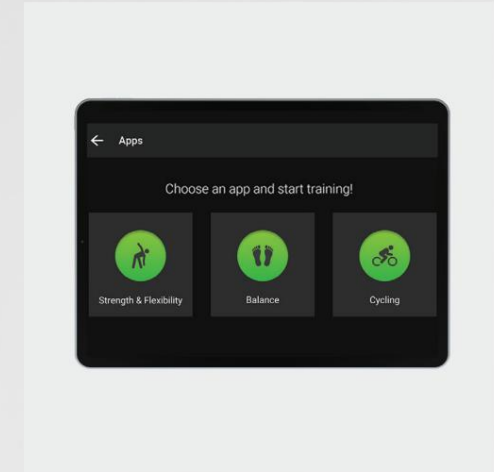 Apps
Choose an app and start training!
Strength & Flexibility
Balance
Cycling